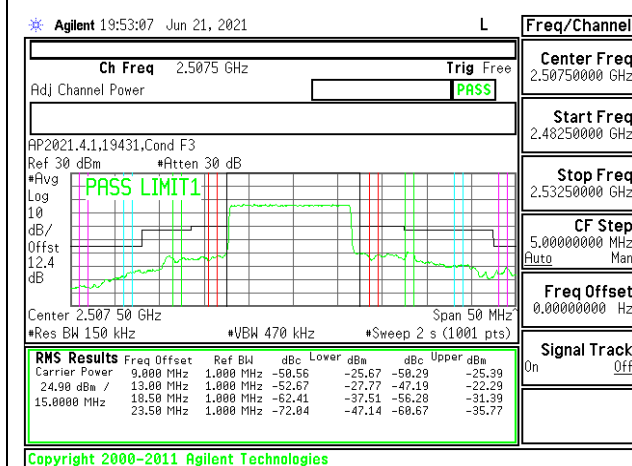 Agilent 19:53:07 Jun 21, 2021 L
Freq/Channel
Ch Freq 2.5075 GHz Trig Free
Adj Channel Power PASS
AP2021.4.1,19431,Cond F3
Ref 30 dBm #Atten 30 dB
#Avg
Log
10
dB/
Offst
12.4
dB
PASS LIMIT1
Center 2.507 50 GHz Span 50 MHz
#Res BW 150 kHz #VBW 470 kHz #Sweep 2 s (1001 pts)
RMS Results Freq Offset Ref BW dBc Lower dBm dBc Upper dBm
Carrier Power 9.000 MHz 1.000 MHz -50.56 -25.67 -50.29 -25.39
24.90 dBm / 13.00 MHz 1.000 MHz -52.67 -27.77 -47.19 -22.29
15.0000 MHz 18.50 MHz 1.000 MHz -62.41 -37.51 -56.28 -31.39
23.50 MHz 1.000 MHz -72.04 -47.14 -60.67 -35.77
Copyright 2000-2011 Agilent Technologies
Center Freq
2.50750000 GHz
Start Freq
2.48250000 GHz
Stop Freq
2.53250000 GHz
CF Step
5.00000000 MHz
Auto Man
Freq Offset
0.00000000 Hz
Signal Track
On Off